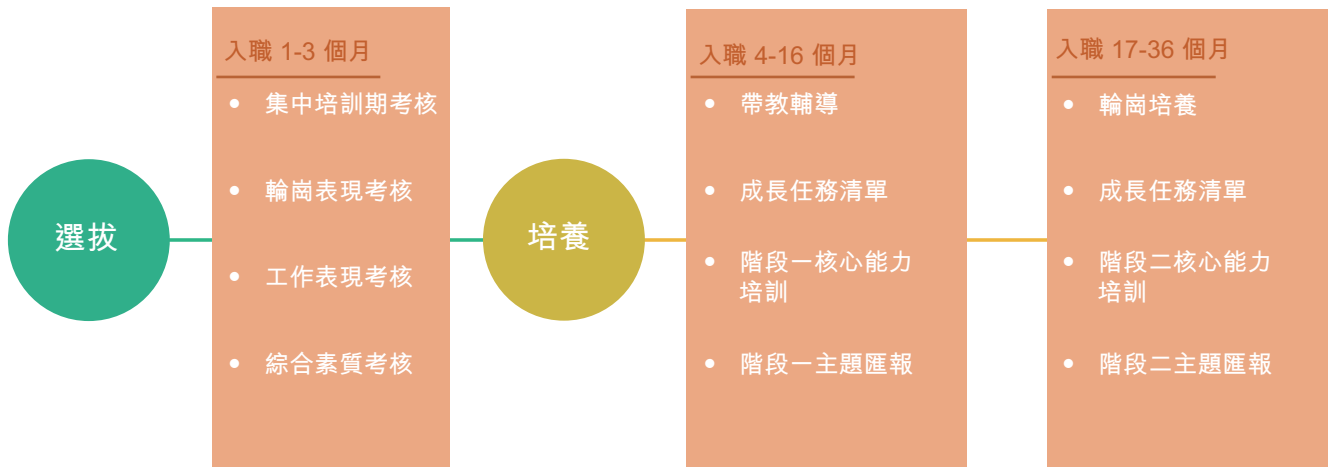 選拔
入職 1-3 個月
● 集中培訓期考核
● 輪崗表現考核
● 工作表現考核
● 綜合素質考核
培養
入職 4-16 個月
● 帶教輔導
● 成長任務清單
● 階段一核心能力
培訓
● 階段一主題匯報
入職 17-36 個月
● 輪崗培養
● 成長任務清單
● 階段二核心能力
培訓
● 階段二主題匯報